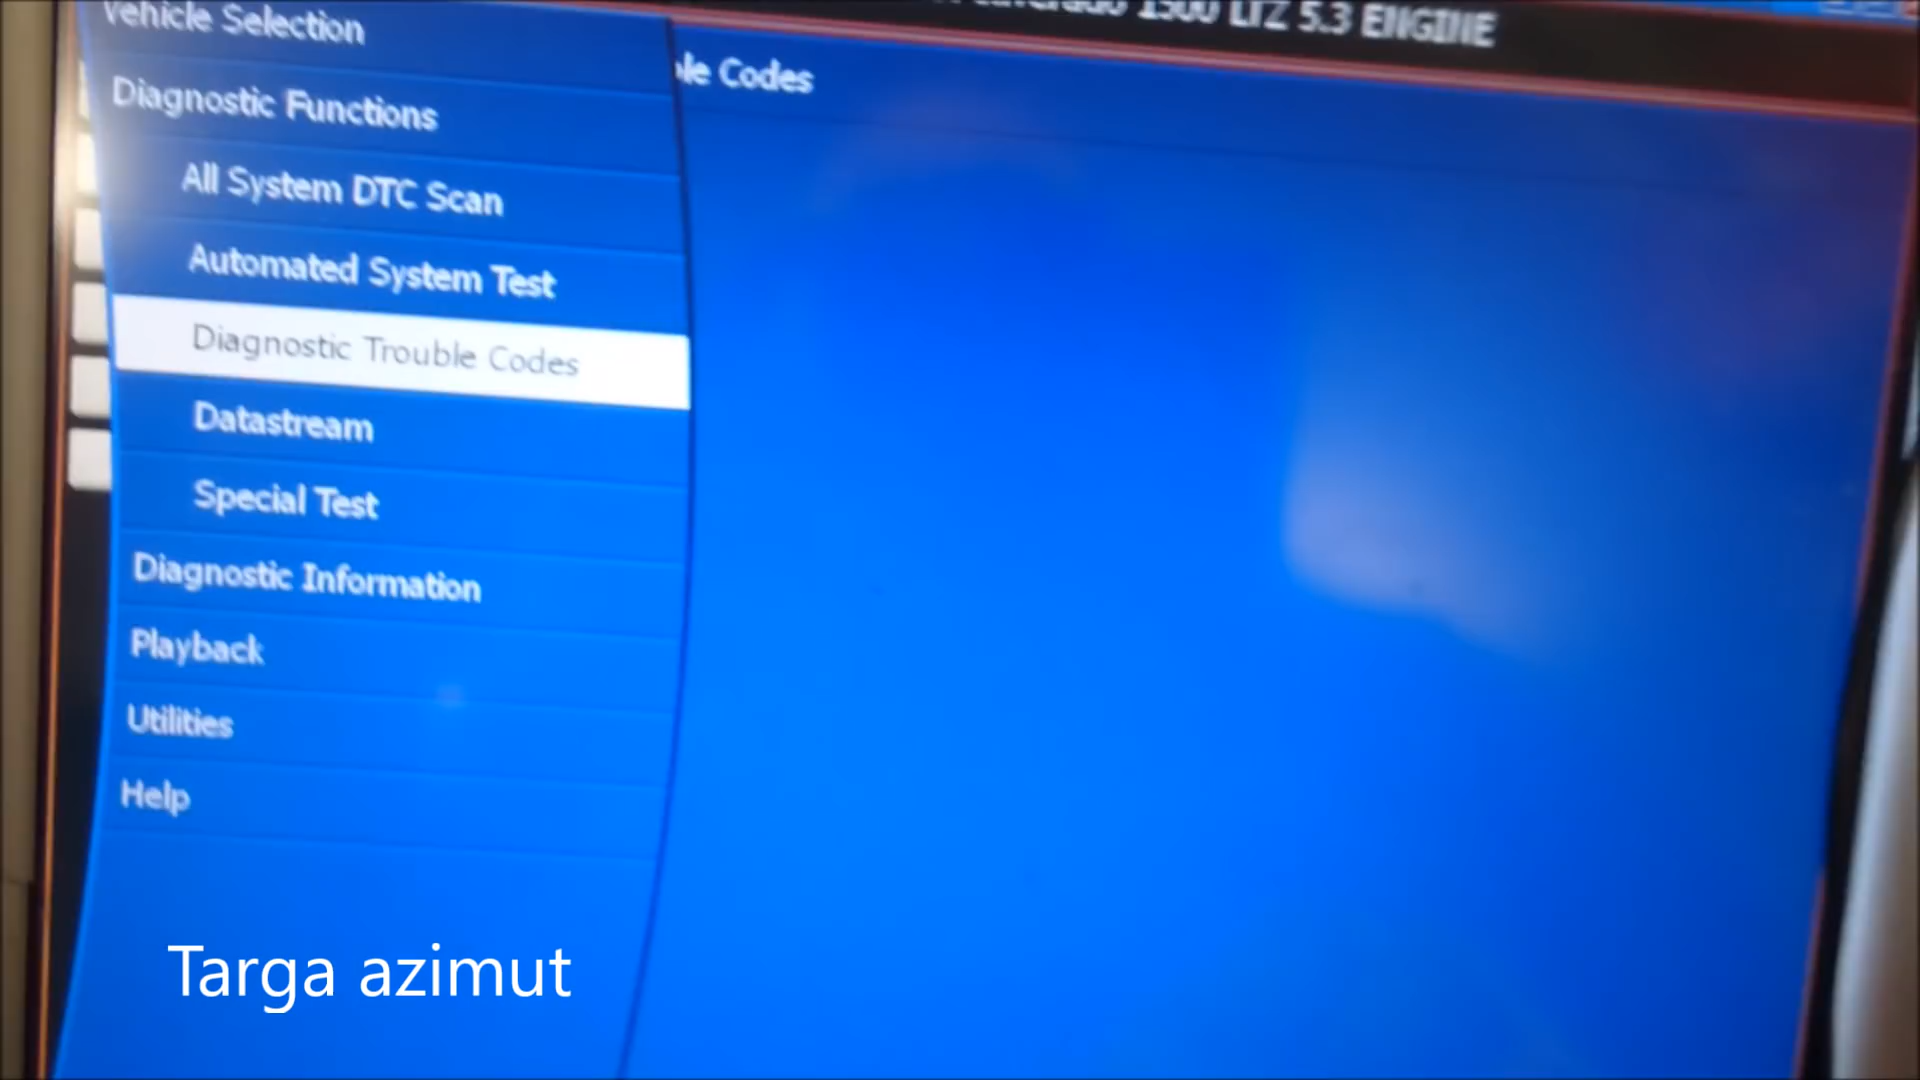 1500 LTZ 5.3 ENGINE
Vehicle Selection
Codes
Diagnostic Functions
All System DTC Scan
Automated System Test
Diagnostic Trouble Codes
Datastream
Special Test
Diagnostic Information
Playback
Utilities
Help
Targa azimut